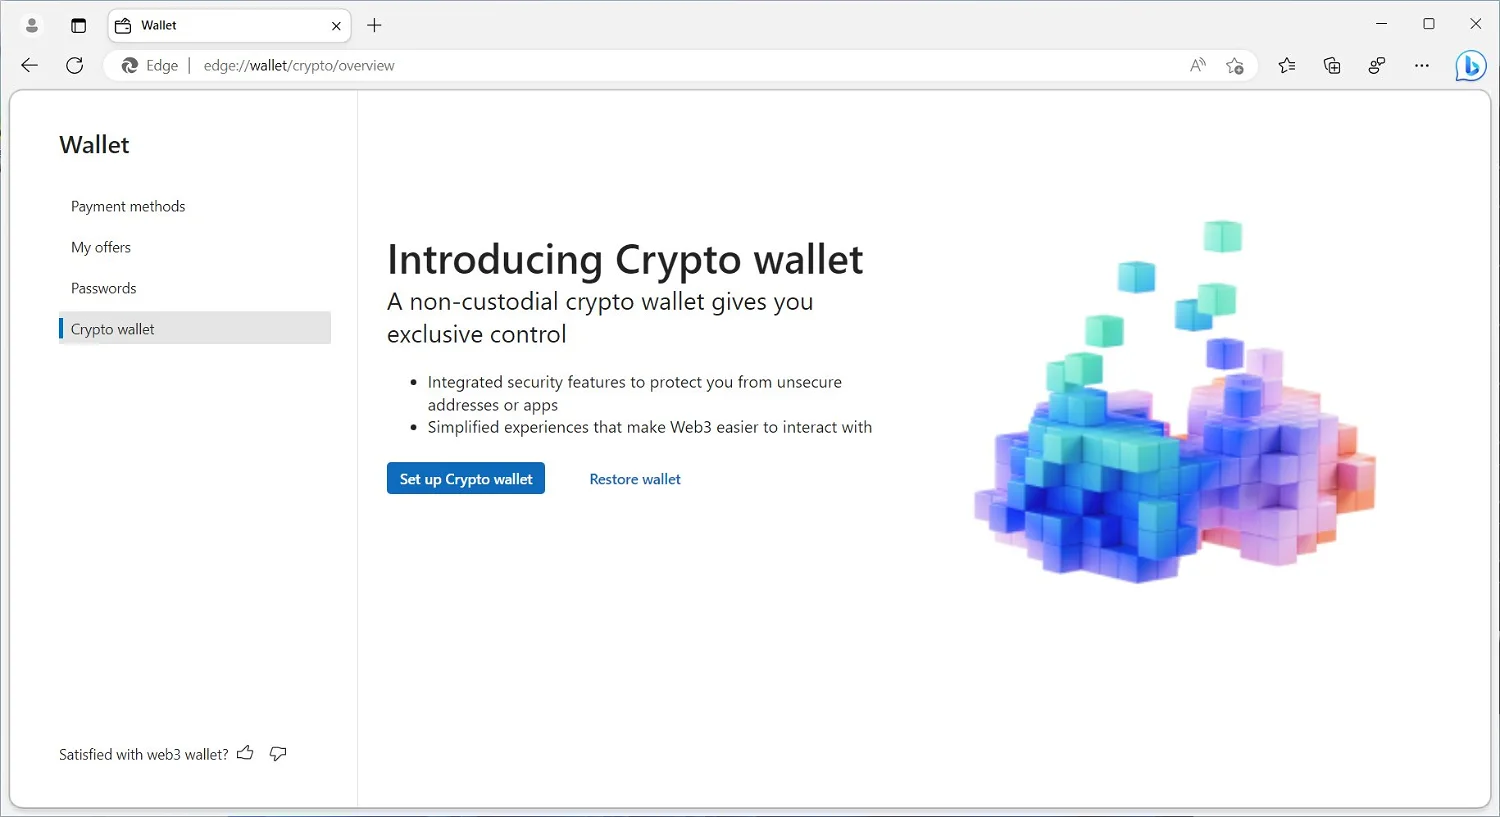 Wallet
Edge
edge://wallet/crypto/overview
Wallet
Payment methods
My offers
Passwords
Crypto wallet
Introducing Crypto wallet
A non-custodial crypto wallet gives you
exclusive control
Integrated security features to protect you from unsecure
addresses or apps
Simplified experiences that make Web3 easier to interact with
Set up Crypto wallet
Restore wallet
Satisfied with web3 wallet?